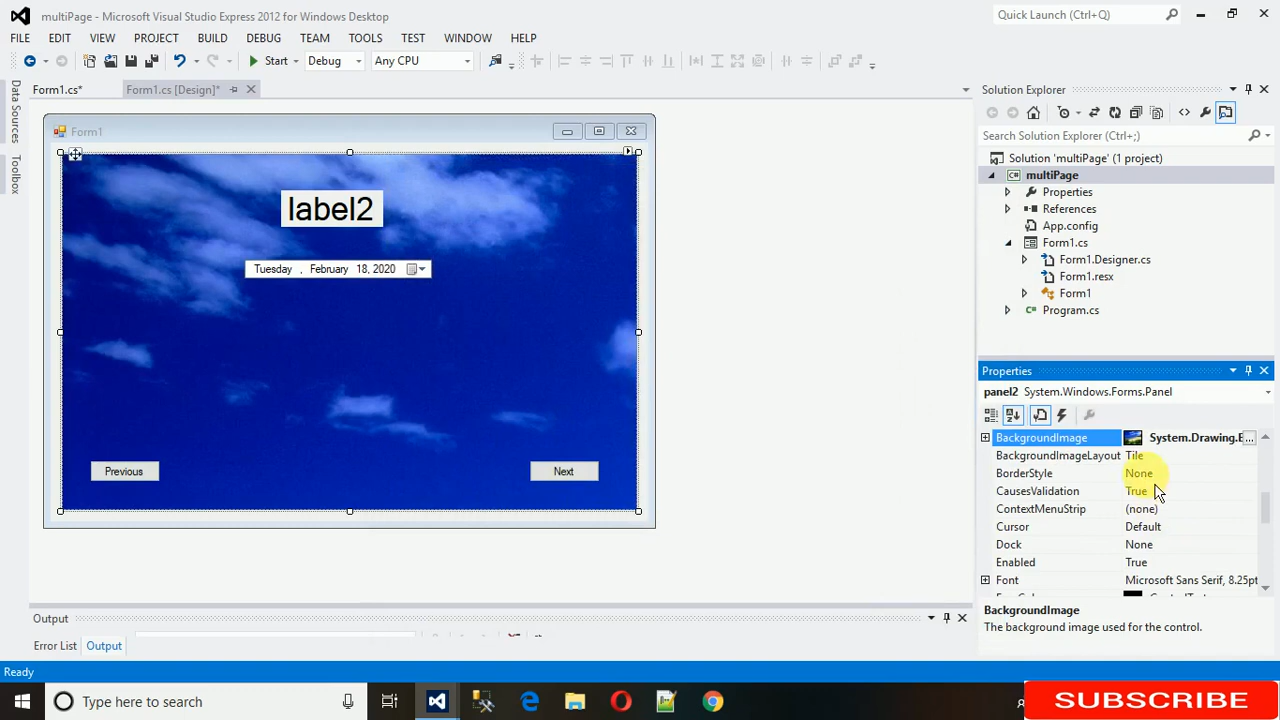 multiPage - Microsoft Visual Studio Express 2012 for Windows Desktop
Quick Launch (Ctrl+Q)
FILE EDIT VIEW PROJECT BUILD DEBUG TEAM TOOLS TEST WINDOW HELP
Start Debug Any CPU
Data Sources
Toolbox
Form1.cs* Form1.cs [Design]*
Form1
label2
Tuesday , February 18, 2020
Previous Next
Solution Explorer
Search Solution Explorer (Ctrl+;)
Solution 'multiPage' (1 project)
multiPage
Properties
References
App.config
Form1.cs
Form1.Designer.cs
Form1.resx
Form1
Program.cs
Properties
panel2 System.Windows.Forms.Panel
BackgroundImage System.Drawing.B ...
BackgroundImageLayout Tile
BorderStyle None
CausesValidation True
ContextMenuStrip (none)
Cursor Default
Dock None
Enabled True
Font Microsoft Sans Serif, 8.25pt
BackgroundImage
The background image used for the control.
Output
Error List Output
Ready
Type here to search
SUBSCRIBE